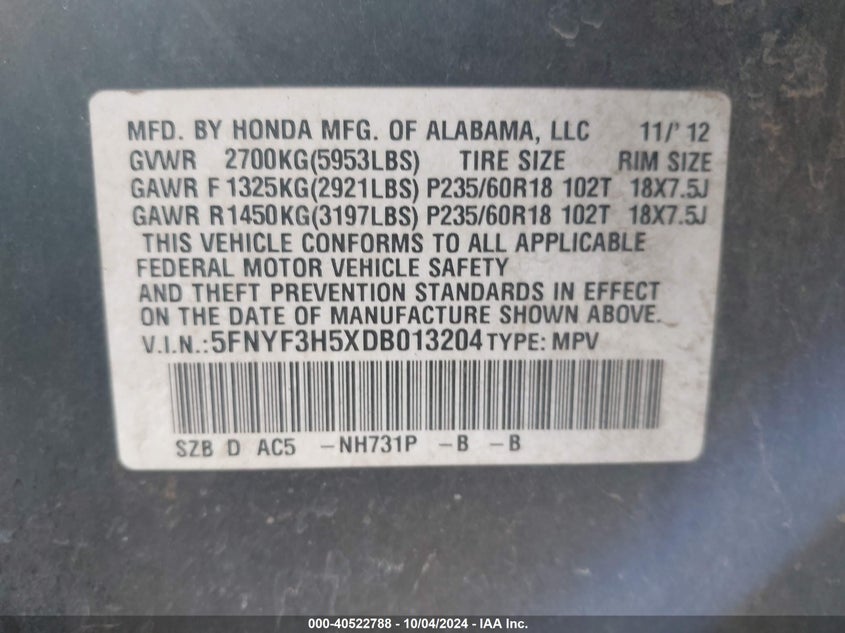 MFD. BY HONDA MFG. OF ALABAMA, LLC 11/'12
GVWR 2700KG(5953LBS) TIRE SIZE RIM SIZE
GAWR F 1325KG(2921LBS) P235/60R18 102T 18X7.5J
GAWR R1450KG(3197LBS) P235/60R18 102T 18X7.5J
THIS VEHICLE CONFORMS TO ALL APPLICABLE
FEDERAL MOTOR VEHICLE SAFETY
AND THEFT PREVENTION STANDARDS IN EFFECT
ON THE DATE OF MANUFACTURE SHOWN ABOVE.
V.I.N.:5FNYF3H5XDB013204 TYPE: MPV
SZB D AC5 -NH731P -B -B
000-40522788 - 10/04/2024 - IAA Inc.